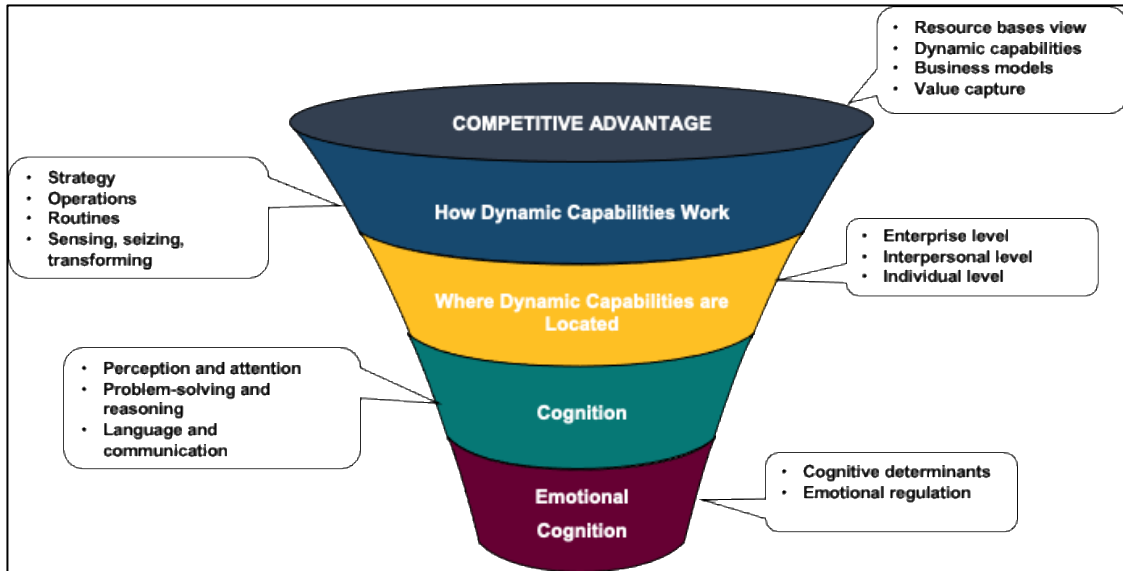 • Resource bases view
• Dynamic capabilities
• Business models
• Value capture
COMPETITIVE ADVANTAGE
• Strategy
• Operations
• Routines
• Sensing, seizing,
transforming
How Dynamic Capabilities Work
• Enterprise level
• Interpersonal level
• Individual level
Where Dynamic Capabilities are
Located
• Perception and attention
• Problem-solving and
reasoning
• Language and
communication
Cognition
• Cognitive determinants
• Emotional regulation
Emotional
Cognition